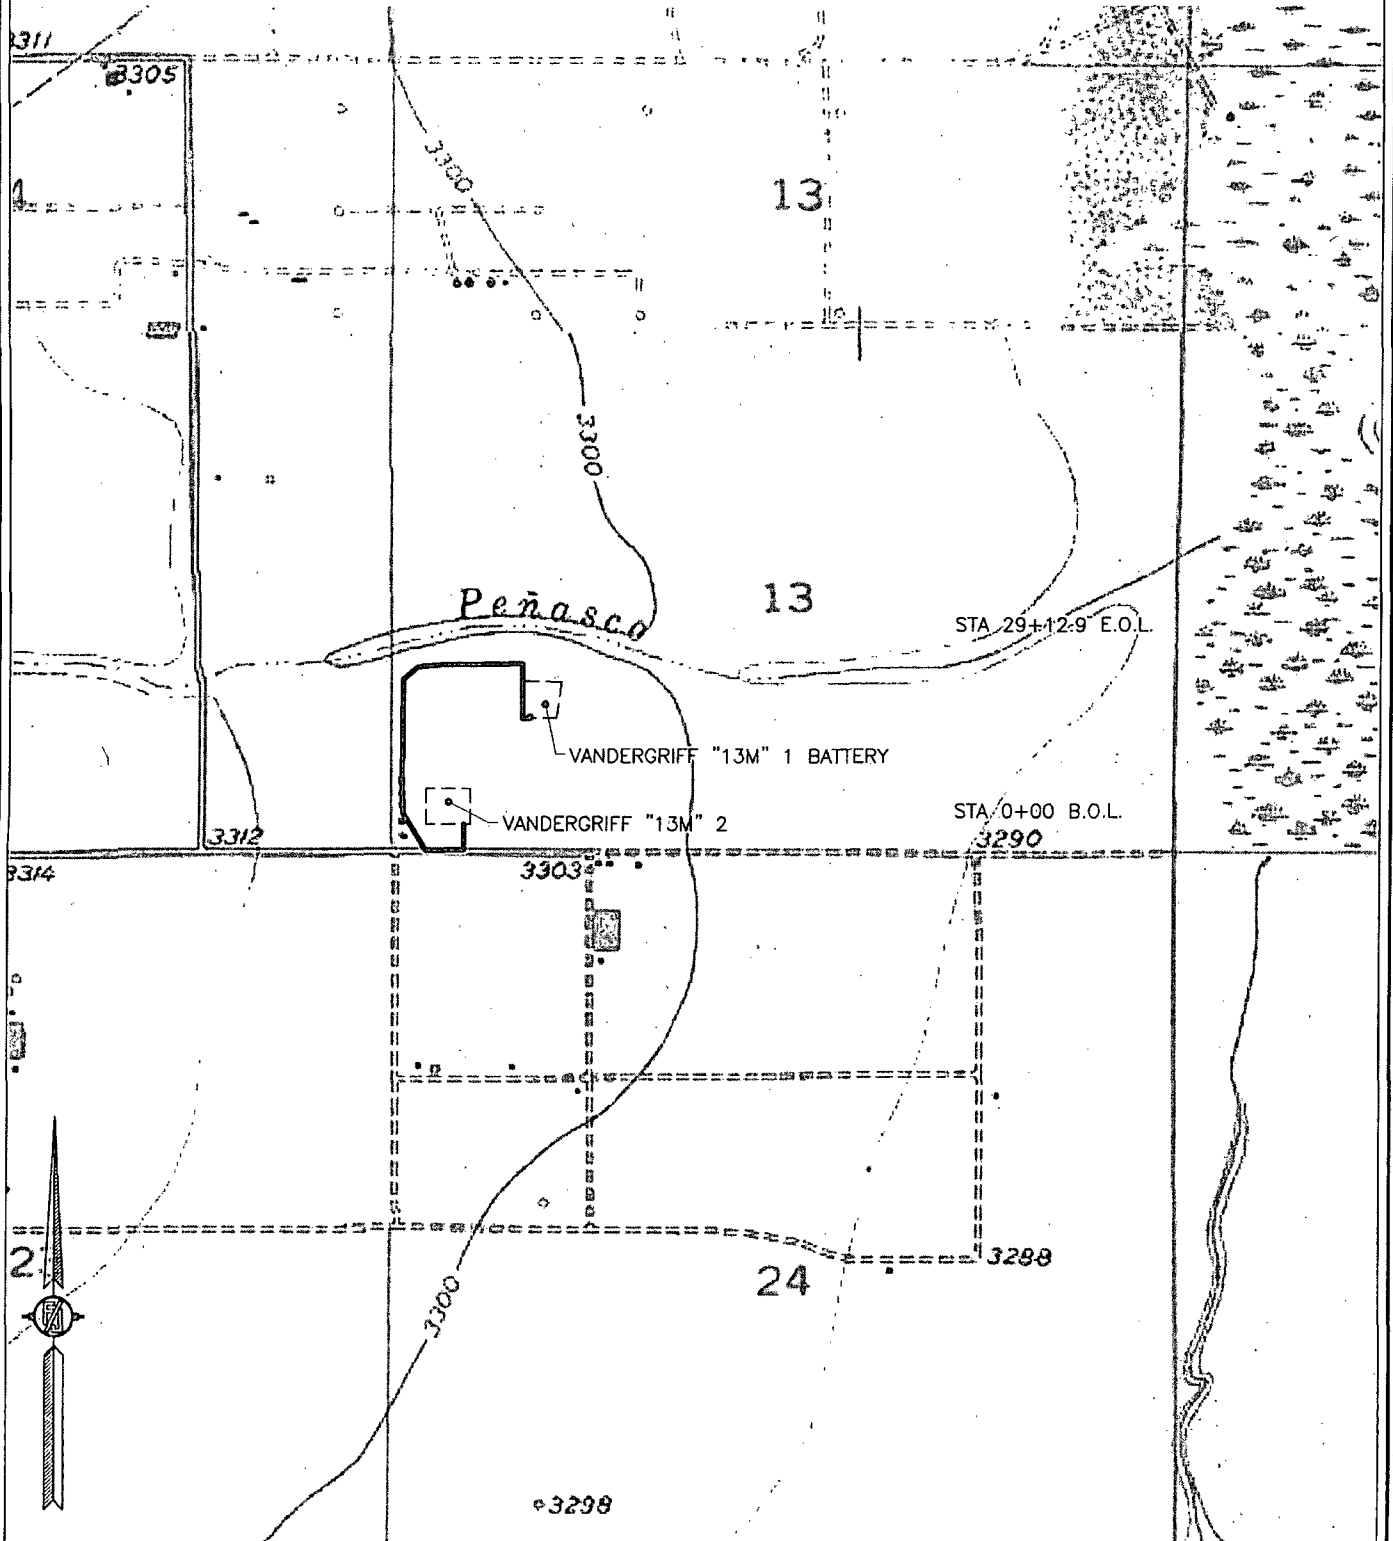 3311
3305
3300
13
3300
13
Peñasco
STA 29+12.9 E.O.L.
VANDERGRIFF "13M" 1 BATTERY
STA 0+00 B.O.L.
VANDERGRIFF "13M" 2
3312
3290
3314
3303
3288
24
3300
3298